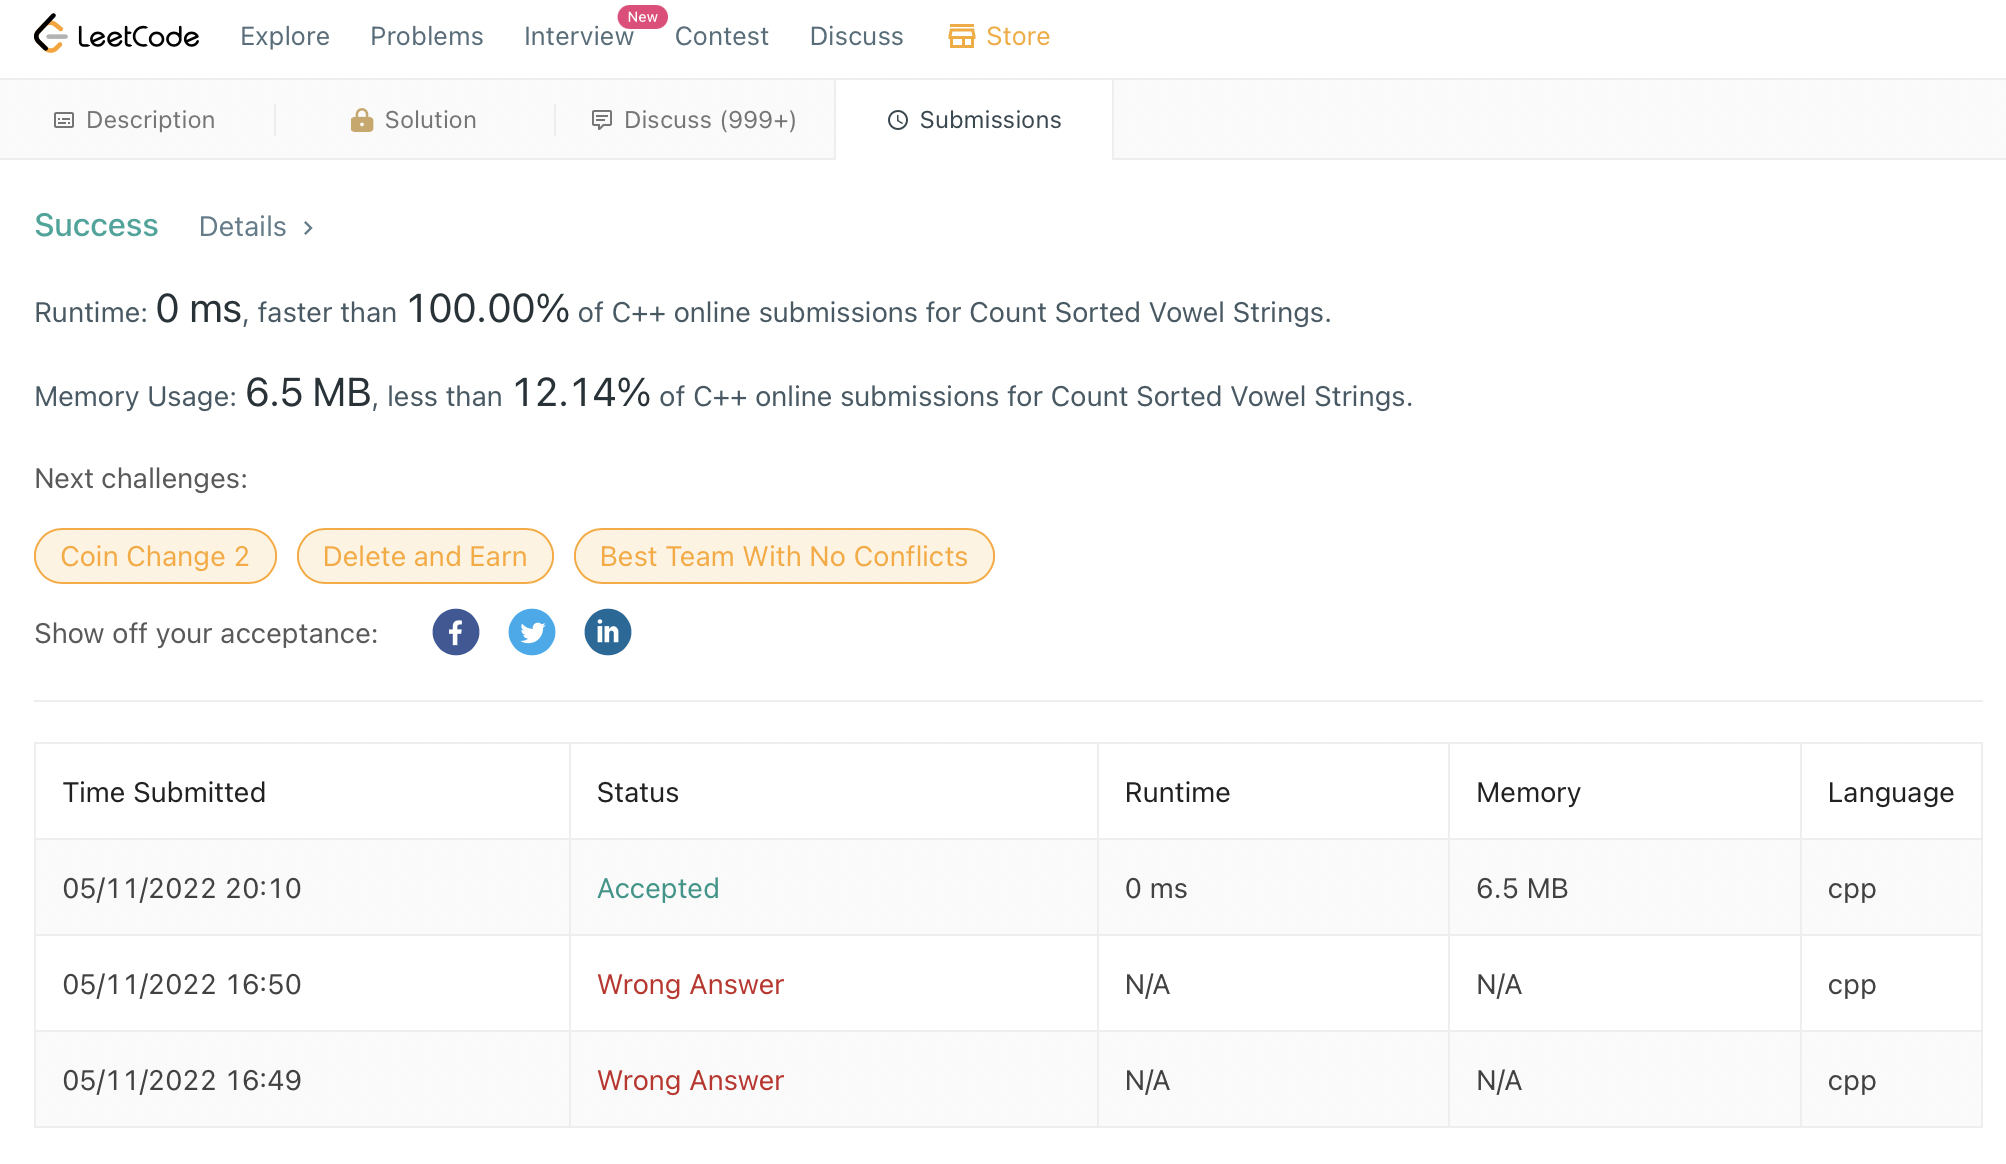 LeetCode Explore Problems Interview New Contest Discuss Store
Description Solution Discuss (999+) Submissions
Success Details >
Runtime: 0 ms, faster than 100.00% of C++ online submissions for Count Sorted Vowel Strings.
Memory Usage: 6.5 MB, less than 12.14% of C++ online submissions for Count Sorted Vowel Strings.
Next challenges:
Coin Change 2 Delete and Earn Best Team With No Conflicts
Show off your acceptance: f in
Time Submitted Status Runtime Memory Language
05/11/2022 20:10 Accepted 0 ms 6.5 MB cpp
05/11/2022 16:50 Wrong Answer N/A N/A cpp
05/11/2022 16:49 Wrong Answer N/A N/A cpp